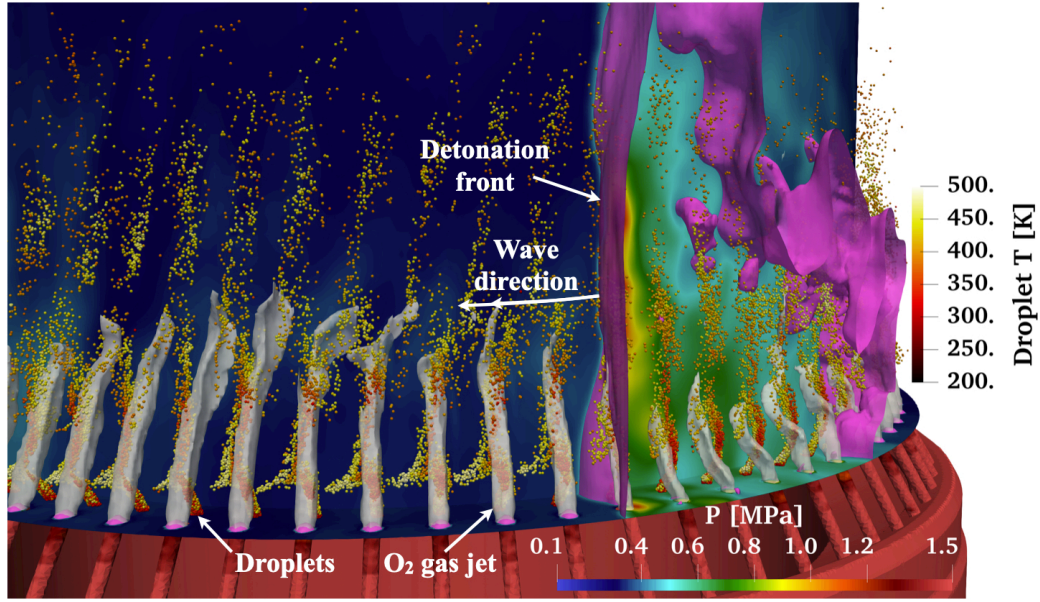 Detonation
front
Wave
direction
500.
450.
400.
350.
300.
250.
200.
Droplet T [K]
P [MPa]
0.1 0.4 0.6 0.8 1.0 1.2 1.5
Droplets
O₂ gas jet